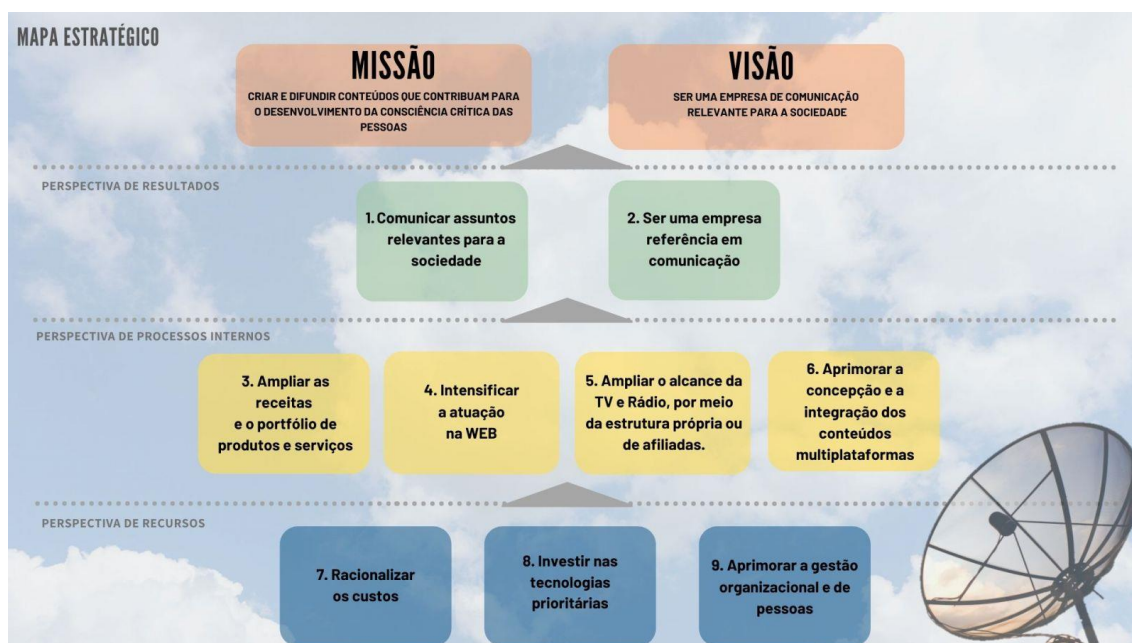 MAPA ESTRATÉGICO
MISSÃO
CRIAR E DIFUNDIR CONTEÚDOS QUE CONTRIBUAM PARA
O DESENVOLVIMENTO DA CONSCIÊNCIA CRÍTICA DAS
PESSOAS
VISÃO
SER UMA EMPRESA DE COMUNICAÇÃO
RELEVANTE PARA A SOCIEDADE
PERSPECTIVA DE RESULTADOS
1. Comunicar assuntos
relevantes para a
sociedade
2. Ser uma empresa
referência em
comunicação
PERSPECTIVA DE PROCESSOS INTERNOS
3. Ampliar as
receitas
e o portfólio de
produtos e serviços
4. Intensificar
a atuação
na WEB
5. Ampliar o alcance da
TV e Rádio, por meio
da estrutura própria ou
de afiliadas.
6. Aprimorar a
concepção e a
integração dos
conteúdos
multiplataformas
PERSPECTIVA DE RECURSOS
7. Racionalizar
os custos
8. Investir nas
tecnologias
prioritárias
9. Aprimorar a gestão
organizacional e de
pessoas